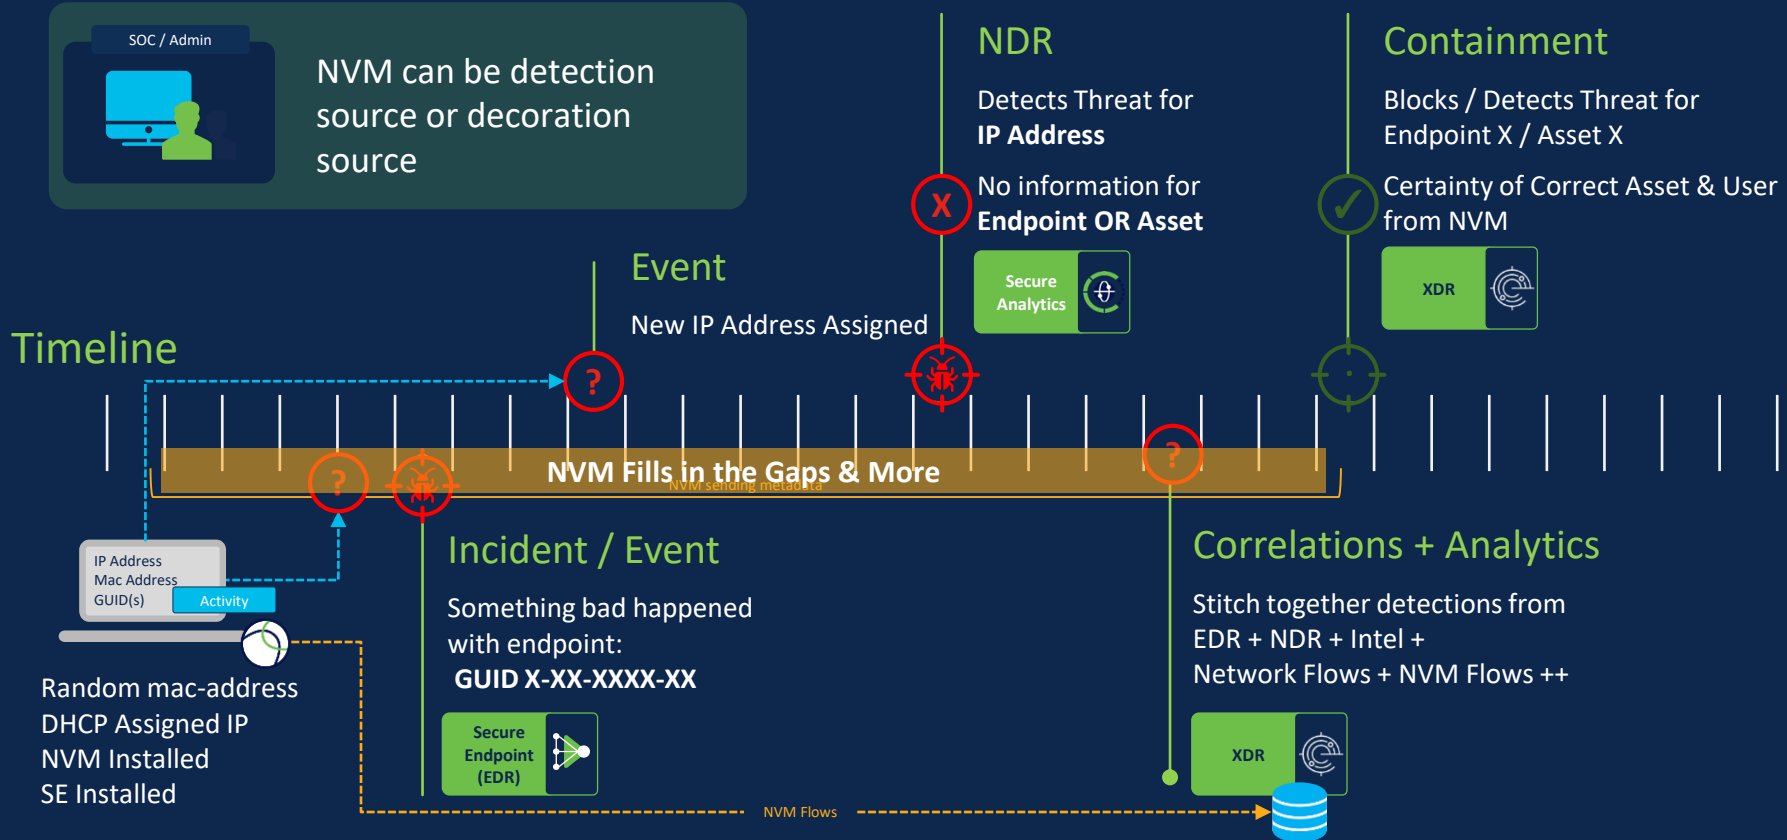 SOC / Admin
NVM can be detection
source or decoration
source
NDR
Detects Threat for
IP Address
No information for
Endpoint OR Asset
X
Secure
Analytics
Containment
Blocks / Detects Threat for
Endpoint X / Asset X
Certainty of Correct Asset & User
from NVM
✓
XDR
Event
New IP Address Assigned
Timeline
?
?
?
NVM Fills in the Gaps & More
NVM sending metadata
IP Address
Mac Address
GUID(s)
Activity
Random mac-address
DHCP Assigned IP
NVM Installed
SE Installed
Incident / Event
Something bad happened
with endpoint:
GUID X-XX-XXXX-XX
Secure
Endpoint
(EDR)
Correlations + Analytics
Stitch together detections from
EDR + NDR + Intel +
Network Flows + NVM Flows ++
XDR
NVM Flows